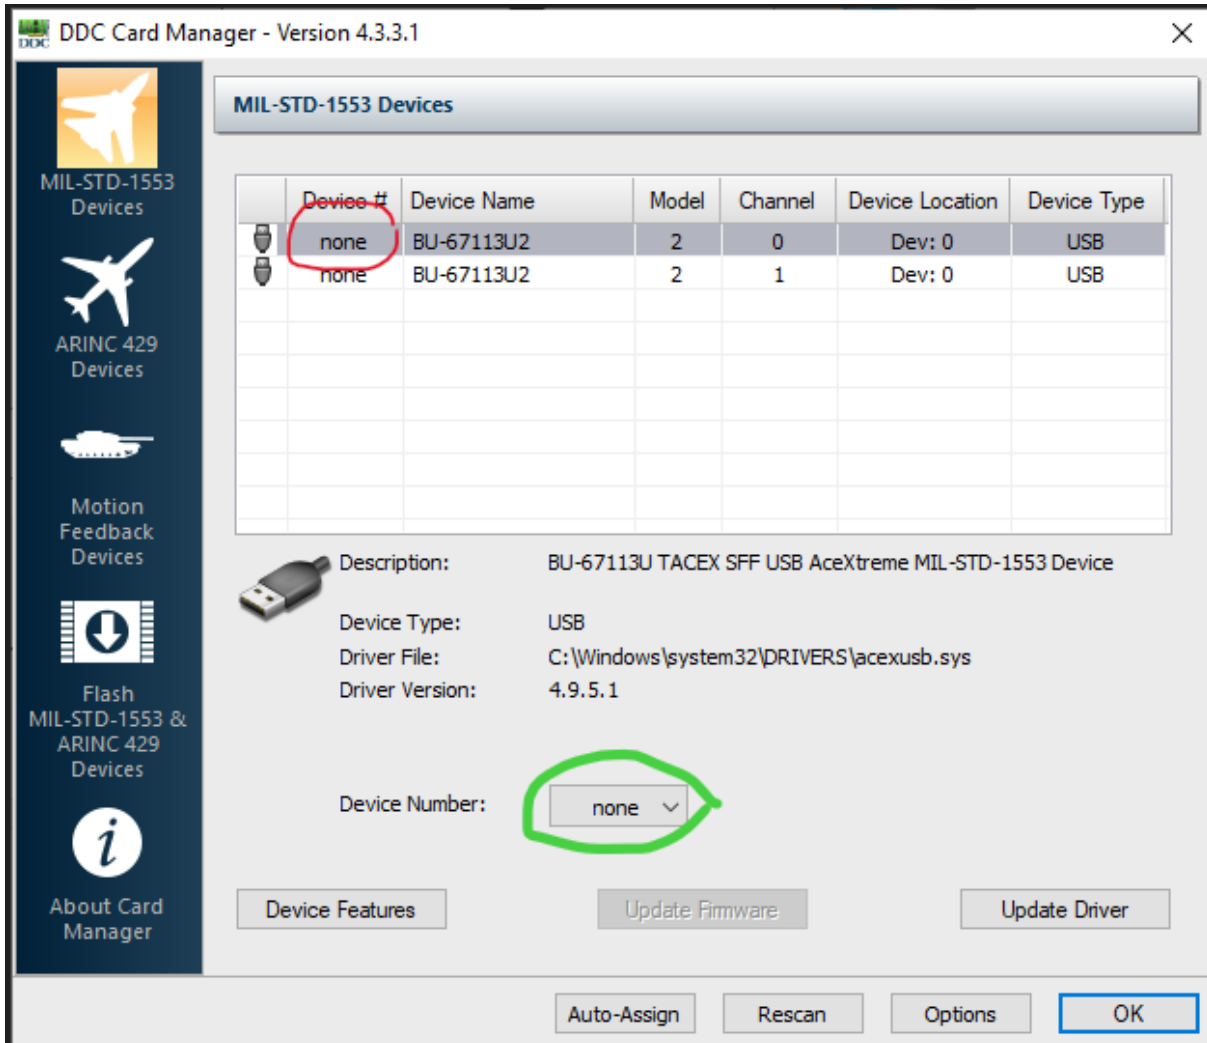 DDC Card Manager - Version 4.3.3.1
DDC
MIL-STD-1553
Devices
ARINC 429
Devices
Motion
Feedback
Devices
Flash
MIL-STD-1553 &
ARINC 429
Devices
i
About Card
Manager
MIL-STD-1553 Devices
Device # Device Name Model Channel Device Location Device Type
none BU-67113U2 2 0 Dev: 0 USB
none BU-67113U2 2 1 Dev: 0 USB
Description: BU-67113U TACEX SFF USB AceXtreme MIL-STD-1553 Device
Device Type: USB
Driver File: C:\Windows\system32\DRIVERS\acexusb.sys
Driver Version: 4.9.5.1
Device Number: none
Device Features Update Firmware Update Driver
Auto-Assign Rescan Options OK